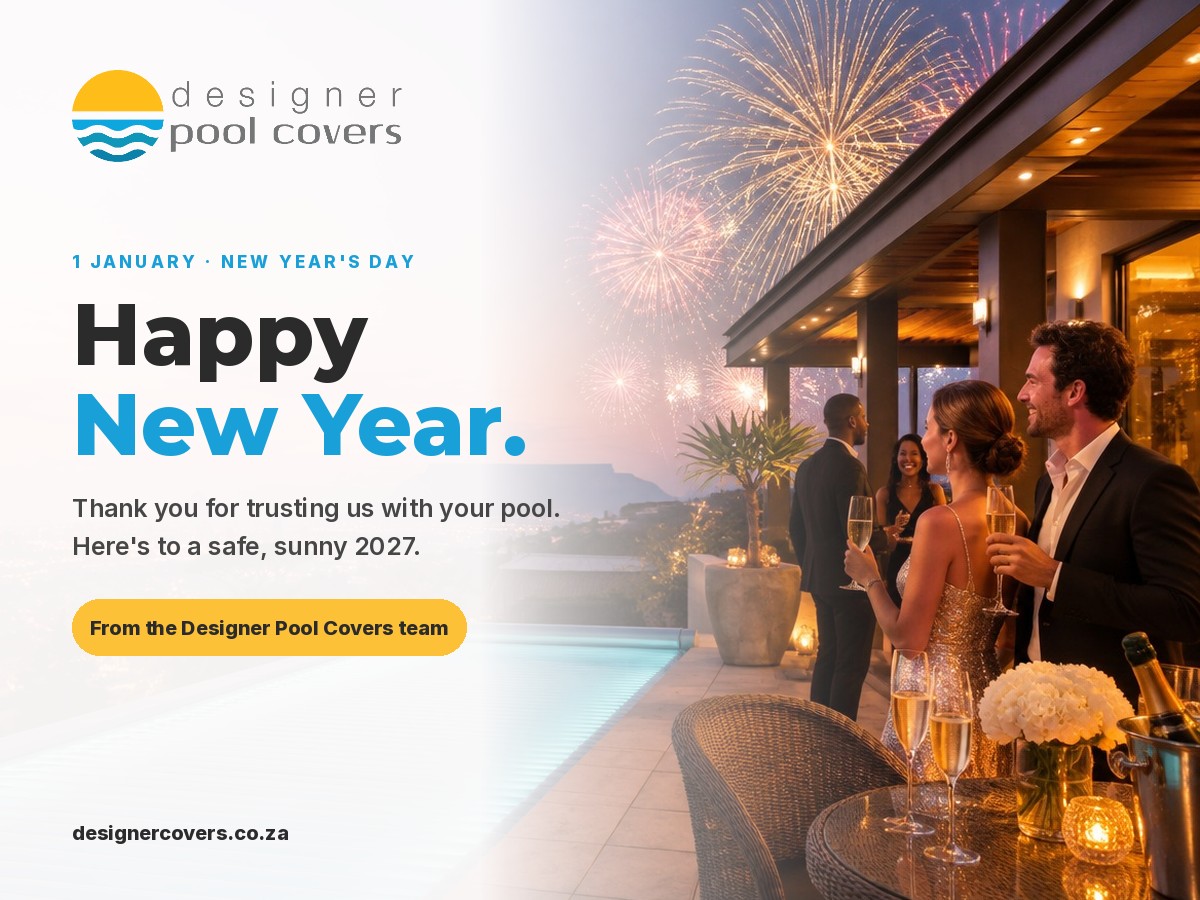 designer
pool covers
1 JANUARY · NEW YEAR'S DAY
Happy
New Year.
Thank you for trusting us with your pool.
Here's to a safe, sunny 2027.
From the Designer Pool Covers team
designercovers.co.za